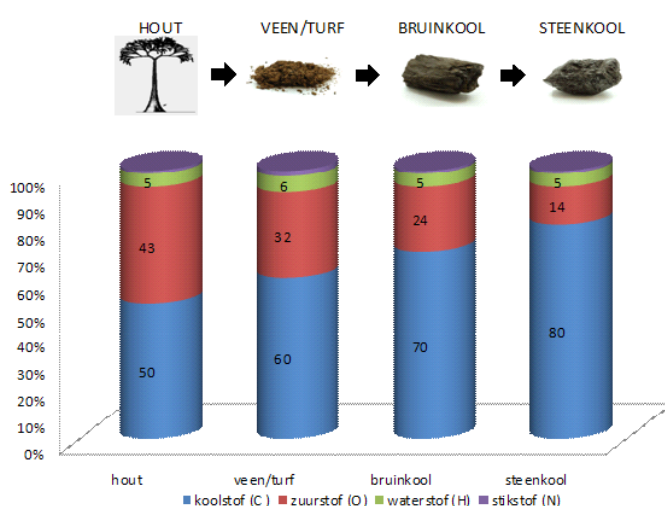 HOUT VEEN/TURF BRUINKOOL STEENKOOL
5 6 5 5
100%
90%
80%
70%
60%
50%
40%
30%
20%
10%
0%
43 32 24 14
50 60 70 80
hout veen/turf bruinkool steenkool
koolstof (C) zuurstof (O) waterstof (H) stikstof (N)